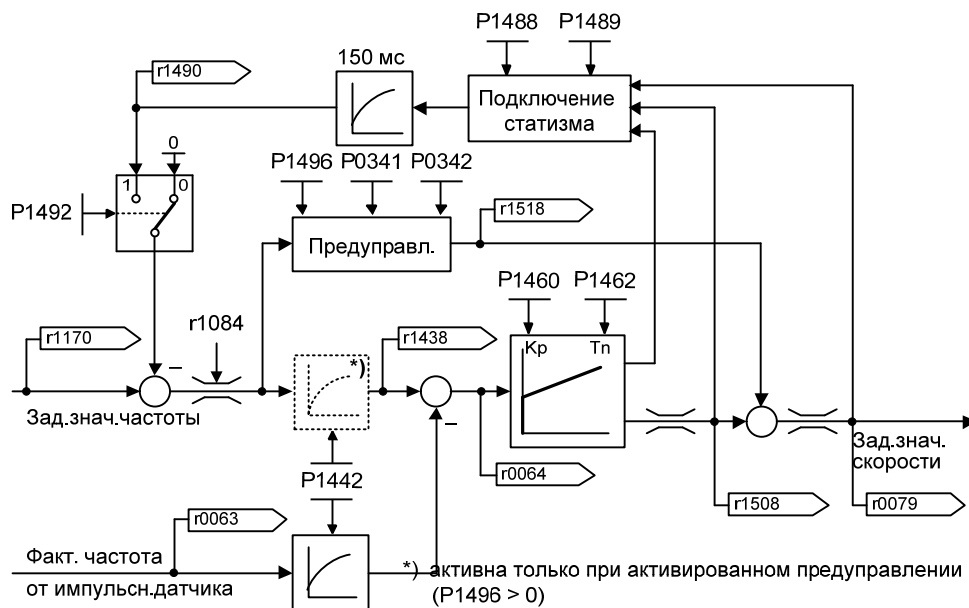 P1488
P1489
150 мс
r1490
Подключение
статизма
0
P1496
P0341
P0342
1
0
P1492
r1518
Предуправл.
P1460
P1462
r1170
r1084
r1438
Kp
Tn
*)
–
–
Зад.знач.частоты
Зад.знач.
скорости
P1442
r0064
r0063
r1508
r0079
Факт. частота
от импульсн.датчика
*) активна только при активированном предуправлении
(P1496 > 0)